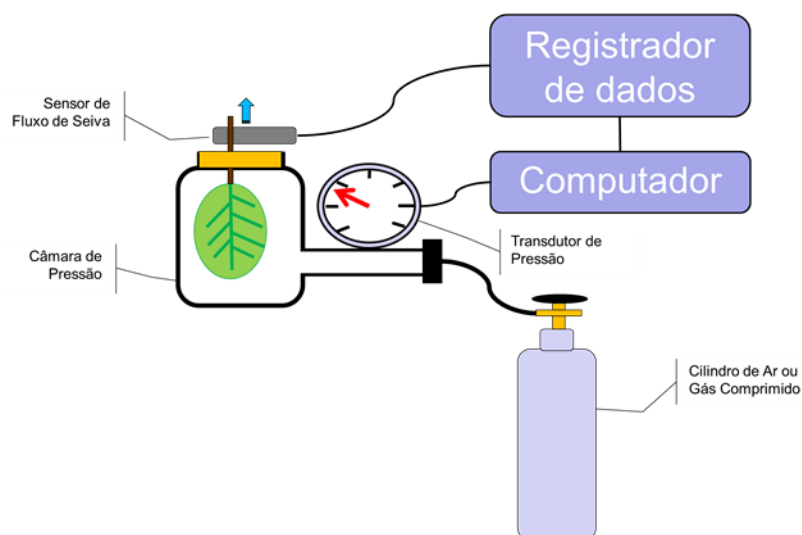 Registrador
de dados
Sensor de
Fluxo de Seiva
Computador
Câmara de
Pressão
Transdutor de
Pressão
Cilindro de Ar ou
Gás Comprimido